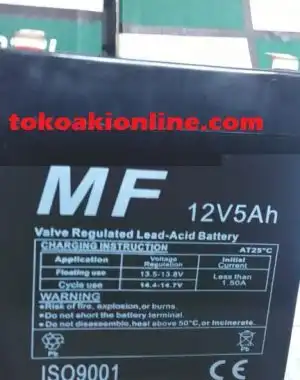 tokoakionline.com
MF 12V5Ah
Valve Regulated Lead-Acid Battery
CHARGING INSTRUCTION AT25°C
Application Voltage Regulation Initial Current
Floating use 13.5-13.8V Less than 1.50A
Cycle use 14.4-14.7V
WARNING
•Risk of fire, explosion, or burns.
•Do not short the battery terminal.
•Do not disassemble, heat above 50°C, or incinerate.
Pb Pb
ISO9001 CE